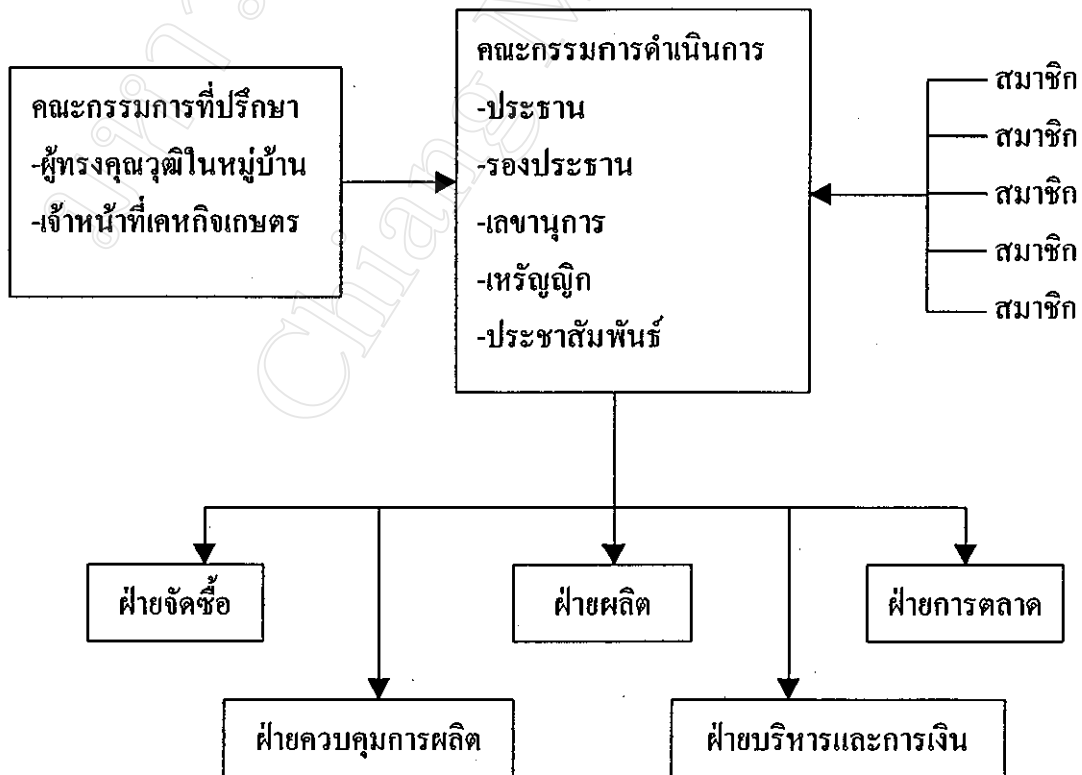 คณะกรรมการที่ปรึกษา
-ผู้ทรงคุณวุฒิในหมู่บ้าน
-เจ้าหน้าที่เคหกิจเกษตร
คณะกรรมการดำเนินการ
-ประธาน
-รองประธาน
-เลขานุการ
-เหรัญญิก
-ประชาสัมพันธ์
สมาชิก
สมาชิก
สมาชิก
สมาชิก
สมาชิก
ฝ่ายจัดซื้อ
ฝ่ายผลิต
ฝ่ายการตลาด
ฝ่ายควบคุมการผลิต
ฝ่ายบริหารและการเงิน
Chiang